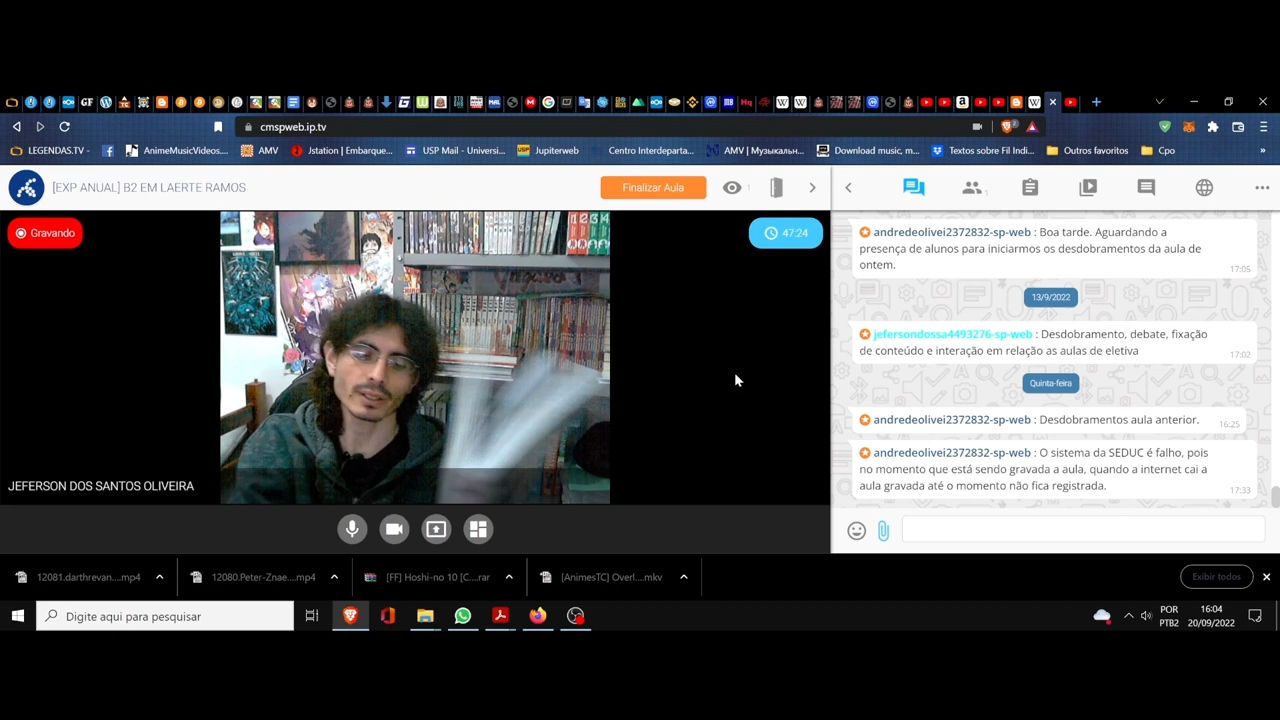 cmspweb.ip.tv
2
LEGENDAS.TV -
AnimeMusicVideos....
AMV
Jstation | Embarque...
USP Mail - Universi...
Jupiterweb
Centro Interdeparta...
AMV | Музыкальн...
Download music, m...
Textos sobre Fil Indi...
Outros favoritos
Cpo
»
[EXP ANUAL] B2 EM LAERTE RAMOS
Finalizar Aula
1
1
Gravando
47:24
JEFERSON DOS SANTOS OLIVEIRA
andredeolivei2372832-sp-web : Boa tarde. Aguardando a
presença de alunos para iniciarmos os desdobramentos da aula de
ontem.
17:05
13/9/2022
jefersondossa4493276-sp-web : Desdobramento, debate, fixação
de conteúdo e interação em relação as aulas de eletiva
17:02
Quinta-feira
andredeolivei2372832-sp-web : Desdobramentos aula anterior.
16:25
andredeolivei2372832-sp-web : O sistema da SEDUC é falho, pois
no momento que está sendo gravada a aula, quando a internet cai a
aula gravada até o momento não fica registrada.
17:33
12081.darthrevan....mp4
12080.Peter-Znae....mp4
[FF] Hoshi-no 10 [C....rar
[AnimesTC] Overl....mkv
Exibir todos
Digite aqui para pesquisar
POR
PTB2
16:04
20/09/2022